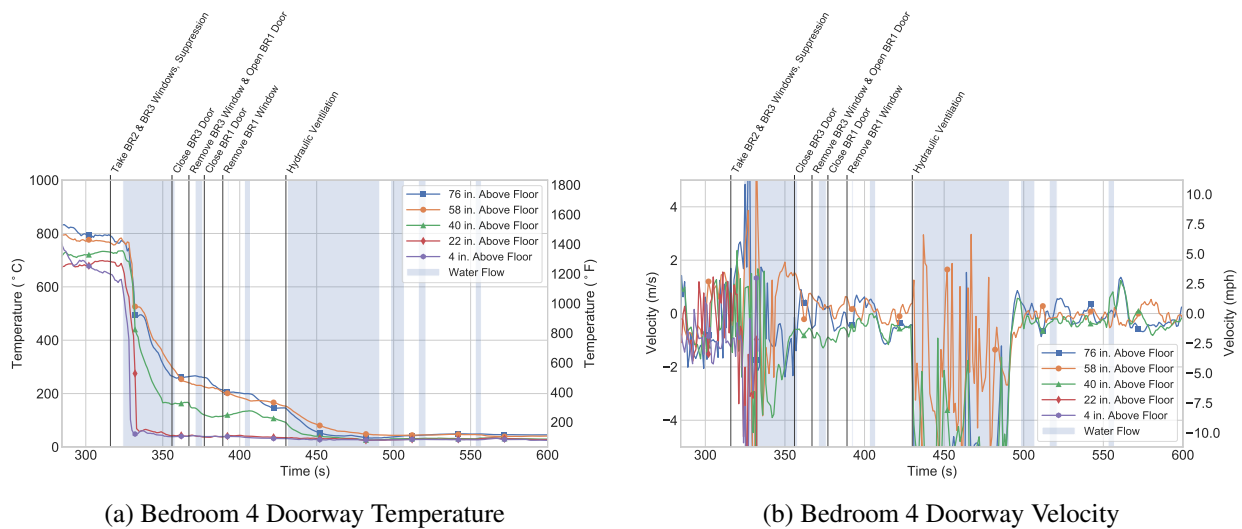 Take BR2 & BR3 Windows, Suppression
Close BR3 Door
Remove BR3 Window & Open BR1 Door
Close BR1 Door
Remove BR1 Window
Hydraulic Ventilation
1000
800
600
400
200
0
Temperature (°C)
1800
1600
1400
1200
1000
800
600
400
200
Temperature (°F)
76 in. Above Floor
58 in. Above Floor
40 in. Above Floor
22 in. Above Floor
4 in. Above Floor
Water Flow
300 350 400 450 500 550 600
Time (s)
(a) Bedroom 4 Doorway Temperature
Take BR2 & BR3 Windows, Suppression
Close BR3 Door
Remove BR3 Window & Open BR1 Door
Close BR1 Door
Remove BR1 Window
Hydraulic Ventilation
4
2
0
−2
−4
Velocity (m/s)
10.0
7.5
5.0
2.5
0.0
−2.5
−5.0
−7.5
−10.0
Velocity (mph)
76 in. Above Floor
58 in. Above Floor
40 in. Above Floor
22 in. Above Floor
4 in. Above Floor
Water Flow
300 350 400 450 500 550 600
Time (s)
(b) Bedroom 4 Doorway Velocity